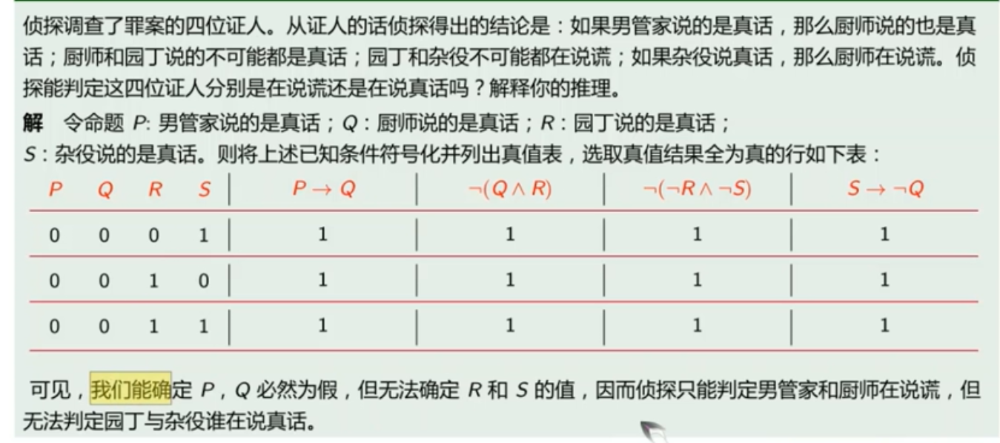 侦探调查了罪案的四位证人。从证人的话侦探得出的结论是：如果男管家说的是真话，那么厨师说的也是真
话；厨师和园丁说的不可能都是真话；园丁和杂役不可能都在说谎；如果杂役说真话，那么厨师在说谎。侦
探能判定这四位证人分别是在说谎还是在说真话吗？解释你的推理。
解 令命题 P: 男管家说的是真话；Q：厨师说的是真话；R：园丁说的是真话；
S：杂役说的是真话。则将上述已知条件符号化并列出真值表，选取真值结果全为真的行如下表：
P Q R S P → Q ¬(Q ∧ R) ¬(¬R ∧ ¬S) S → ¬Q
0 0 0 1 1 1 1 1
0 0 1 0 1 1 1 1
0 0 1 1 1 1 1 1
可见，我们能确定 P，Q 必然为假，但无法确定 R 和 S 的值，因而侦探只能判定男管家和厨师在说谎，但
无法判定园丁与杂役谁在说真话。